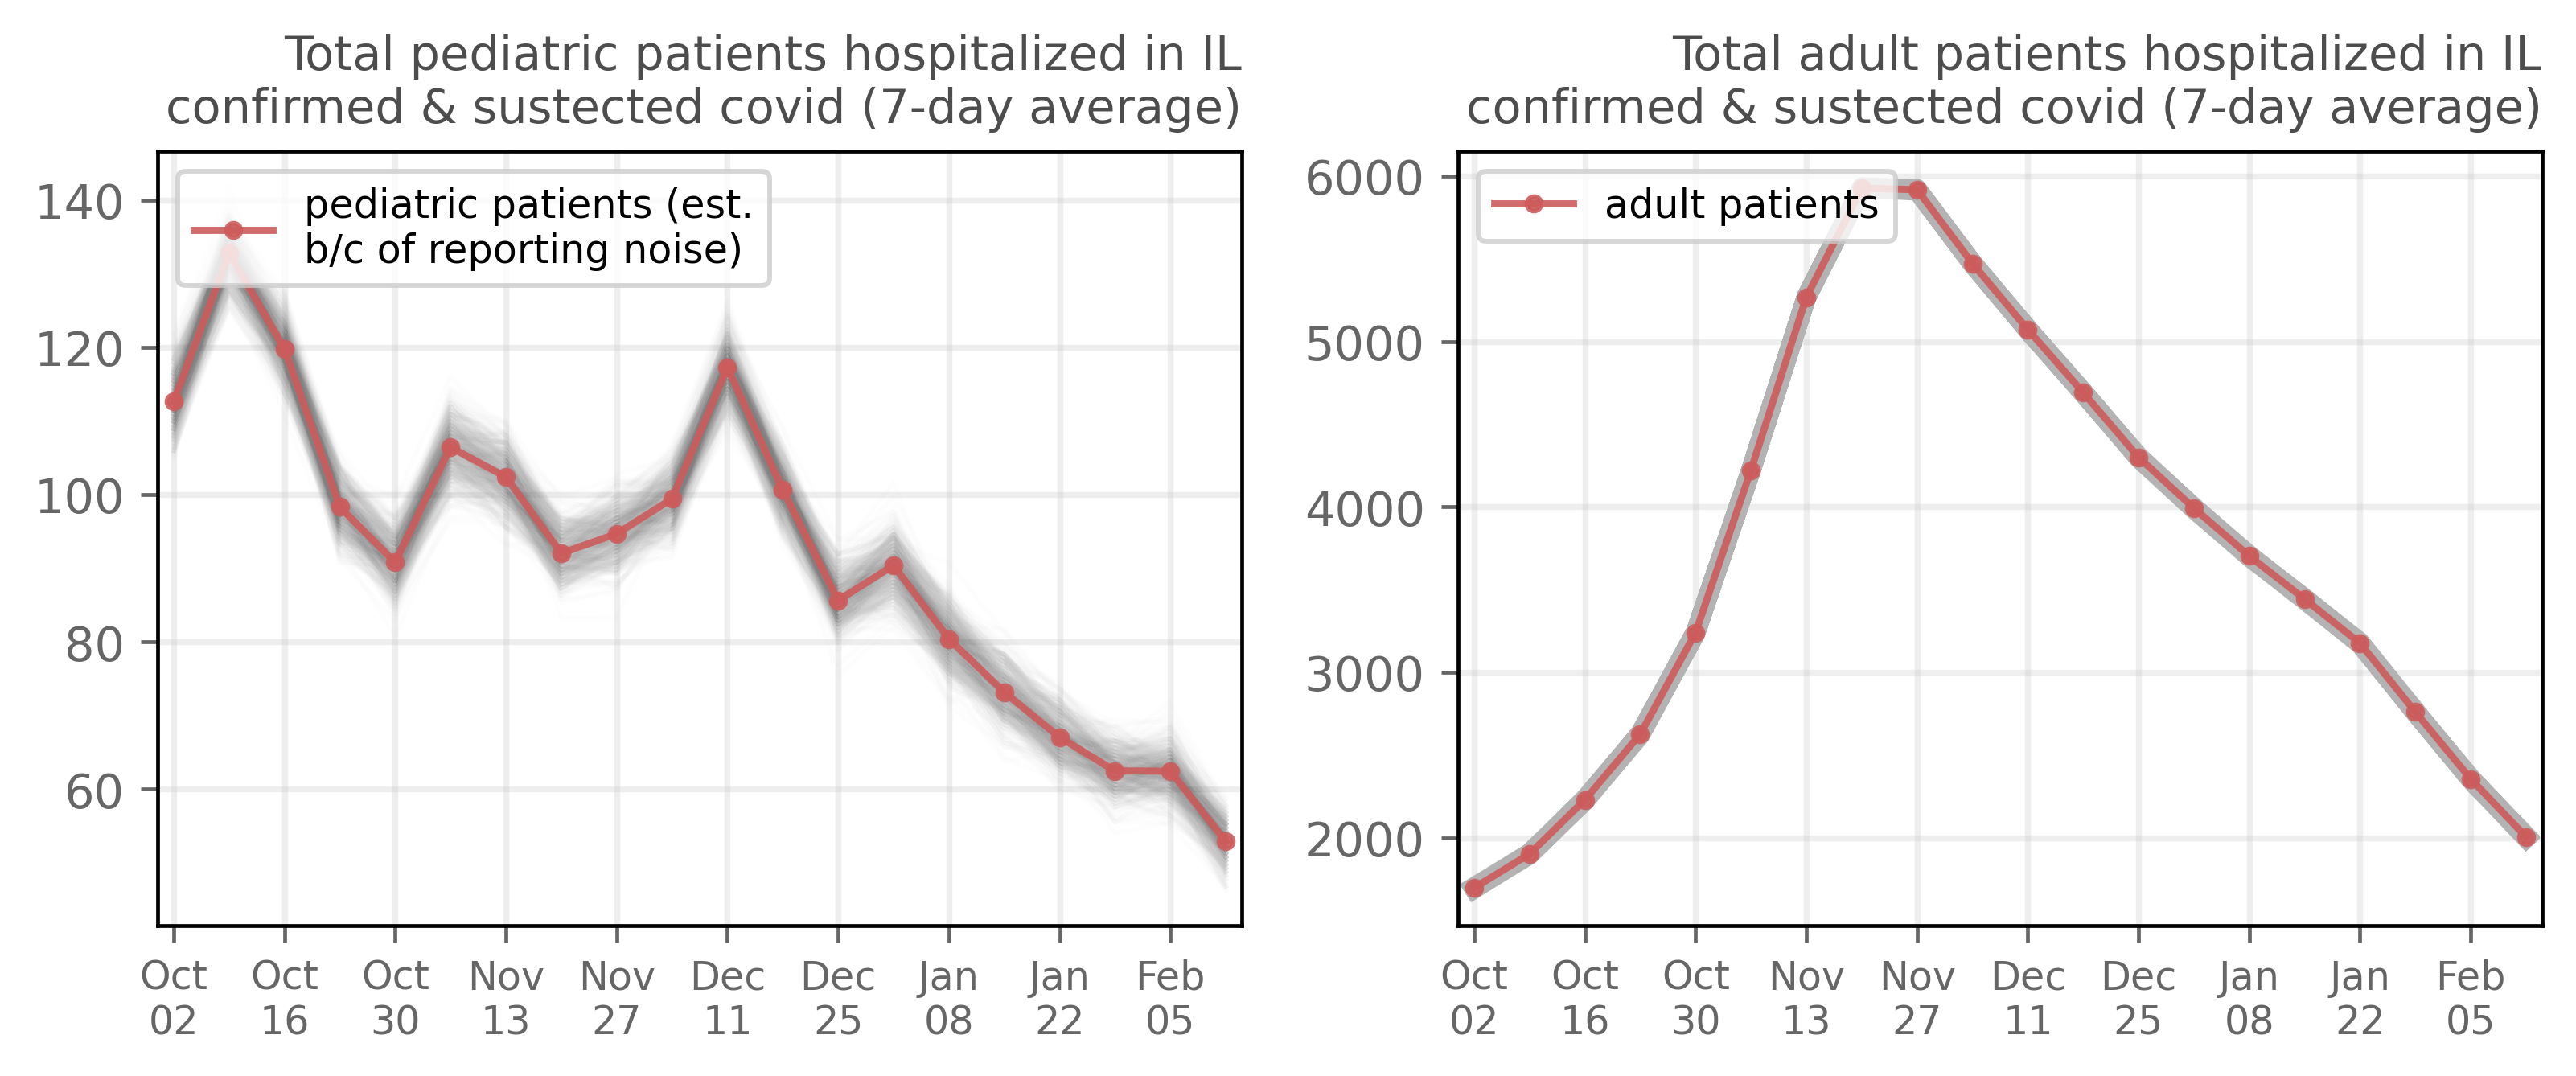 Total pediatric patients hospitalized in IL
confirmed & sustected covid (7-day average)
140
120
100
80
60
pediatric patients (est.
b/c of reporting noise)
Oct Oct Oct Nov Nov Dec Dec Jan Jan Feb
02 16 30 13 27 11 25 08 22 05
Total adult patients hospitalized in IL
confirmed & sustected covid (7-day average)
6000
5000
4000
3000
2000
adult patients
Oct Oct Oct Nov Nov Dec Dec Jan Jan Feb
02 16 30 13 27 11 25 08 22 05